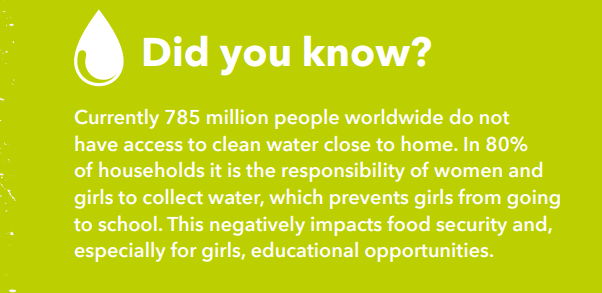 Did you know?
Currently 785 million people worldwide do not
have access to clean water close to home. In 80%
of households it is the responsibility of women and
girls to collect water, which prevents girls from going
to school. This negatively impacts food security and,
especially for girls, educational opportunities.